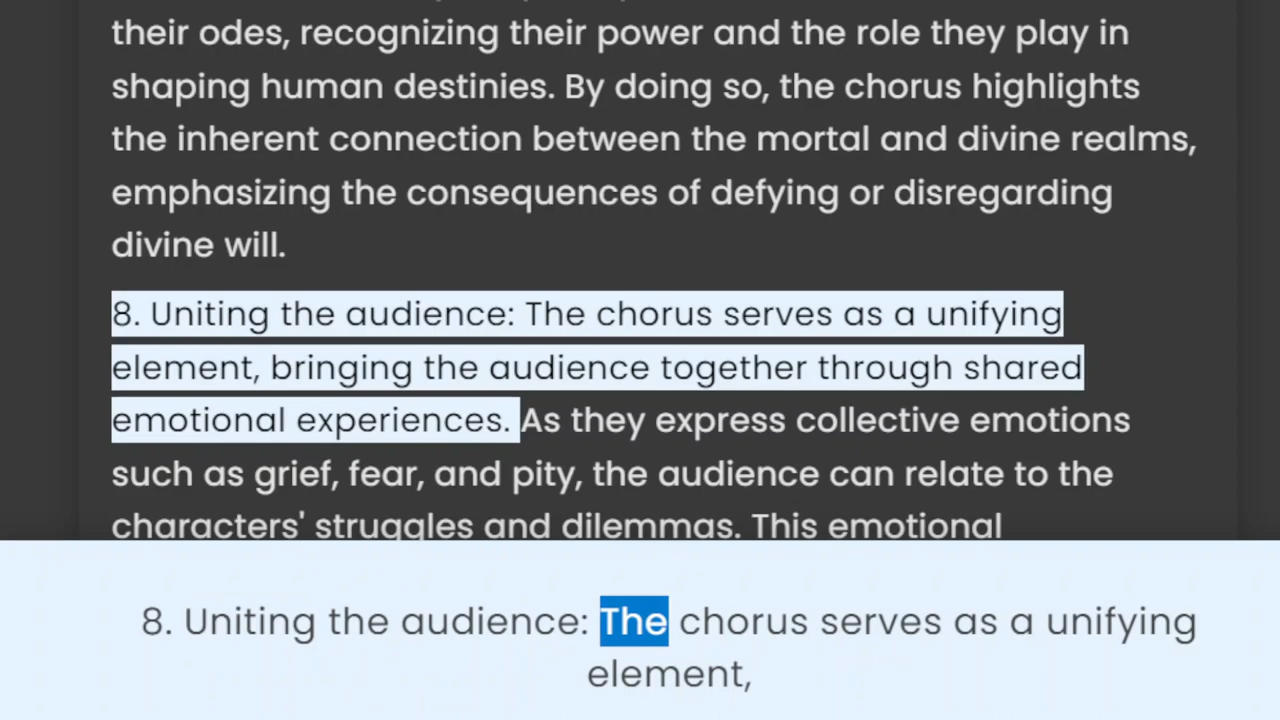 their odes, recognizing their power and the role they play in
shaping human destinies. By doing so, the chorus highlights
the inherent connection between the mortal and divine realms,
emphasizing the consequences of defying or disregarding
divine will.
8. Uniting the audience: The chorus serves as a unifying
element, bringing the audience together through shared
emotional experiences. As they express collective emotions
such as grief, fear, and pity, the audience can relate to the
characters' struggles and dilemmas. This emotional
8. Uniting the audience: The chorus serves as a unifying
element,